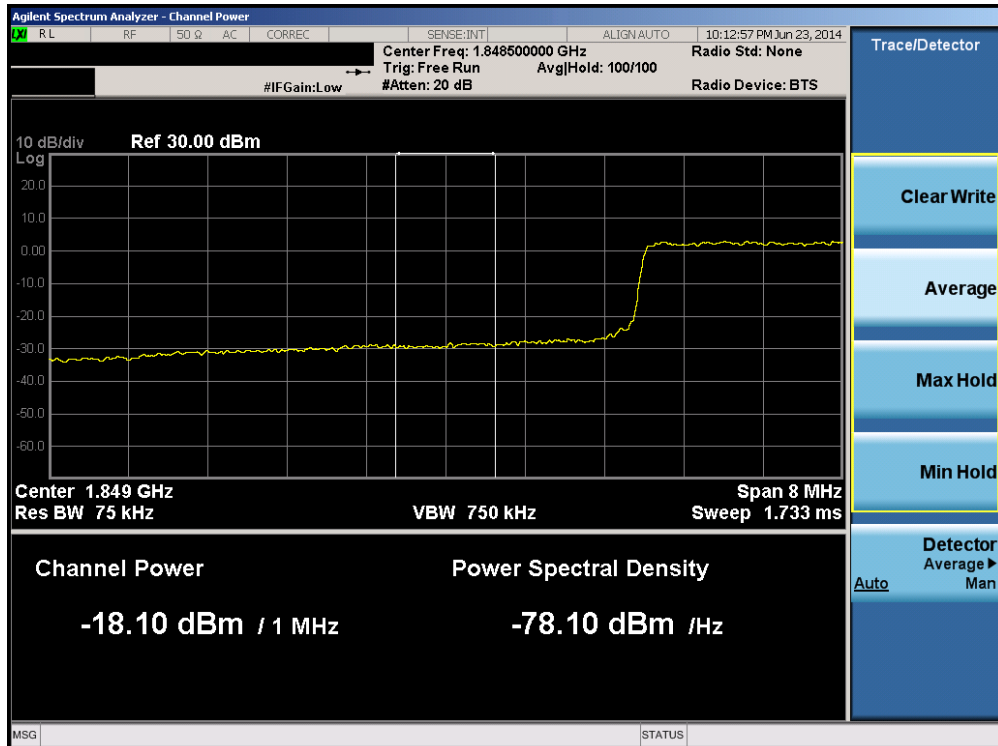 Agilent Spectrum Analyzer - Channel Power
LXI RL RF 50 Ω AC CORREC SENSE:INT ALIGN AUTO 10:12:57 PM Jun 23, 2014
Center Freq: 1.848500000 GHz Radio Std: None
Trig: Free Run Avg|Hold: 100/100
#IFGain:Low #Atten: 20 dB Radio Device: BTS
Trace/Detector
10 dB/div Ref 30.00 dBm
Log
20.0
10.0
0.00
-10.0
-20.0
-30.0
-40.0
-50.0
-60.0
Center 1.849 GHz Span 8 MHz
Res BW 75 kHz VBW 750 kHz Sweep 1.733 ms
Channel Power Power Spectral Density
-18.10 dBm / 1 MHz -78.10 dBm /Hz
Clear Write
Average
Max Hold
Min Hold
Detector
Average
Auto Man
MSG STATUS